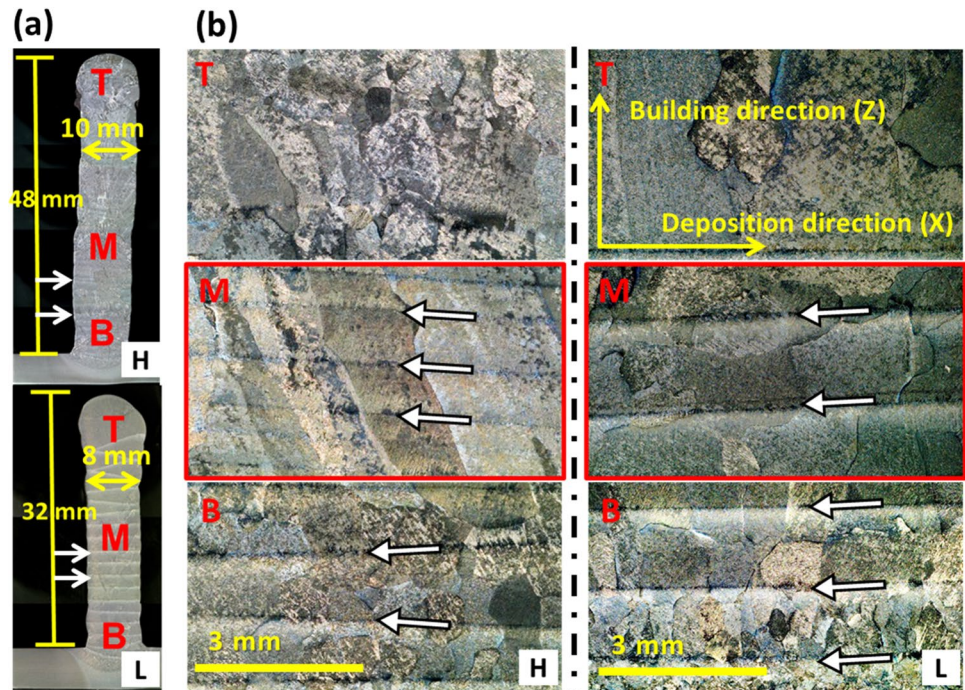 (a)
T
10 mm
48 mm
M
B
H
T
8 mm
32 mm
M
B
L
(b)
T
M
B
3 mm
H
T
Building direction (Z)
Deposition direction (X)
M
B
3 mm
L